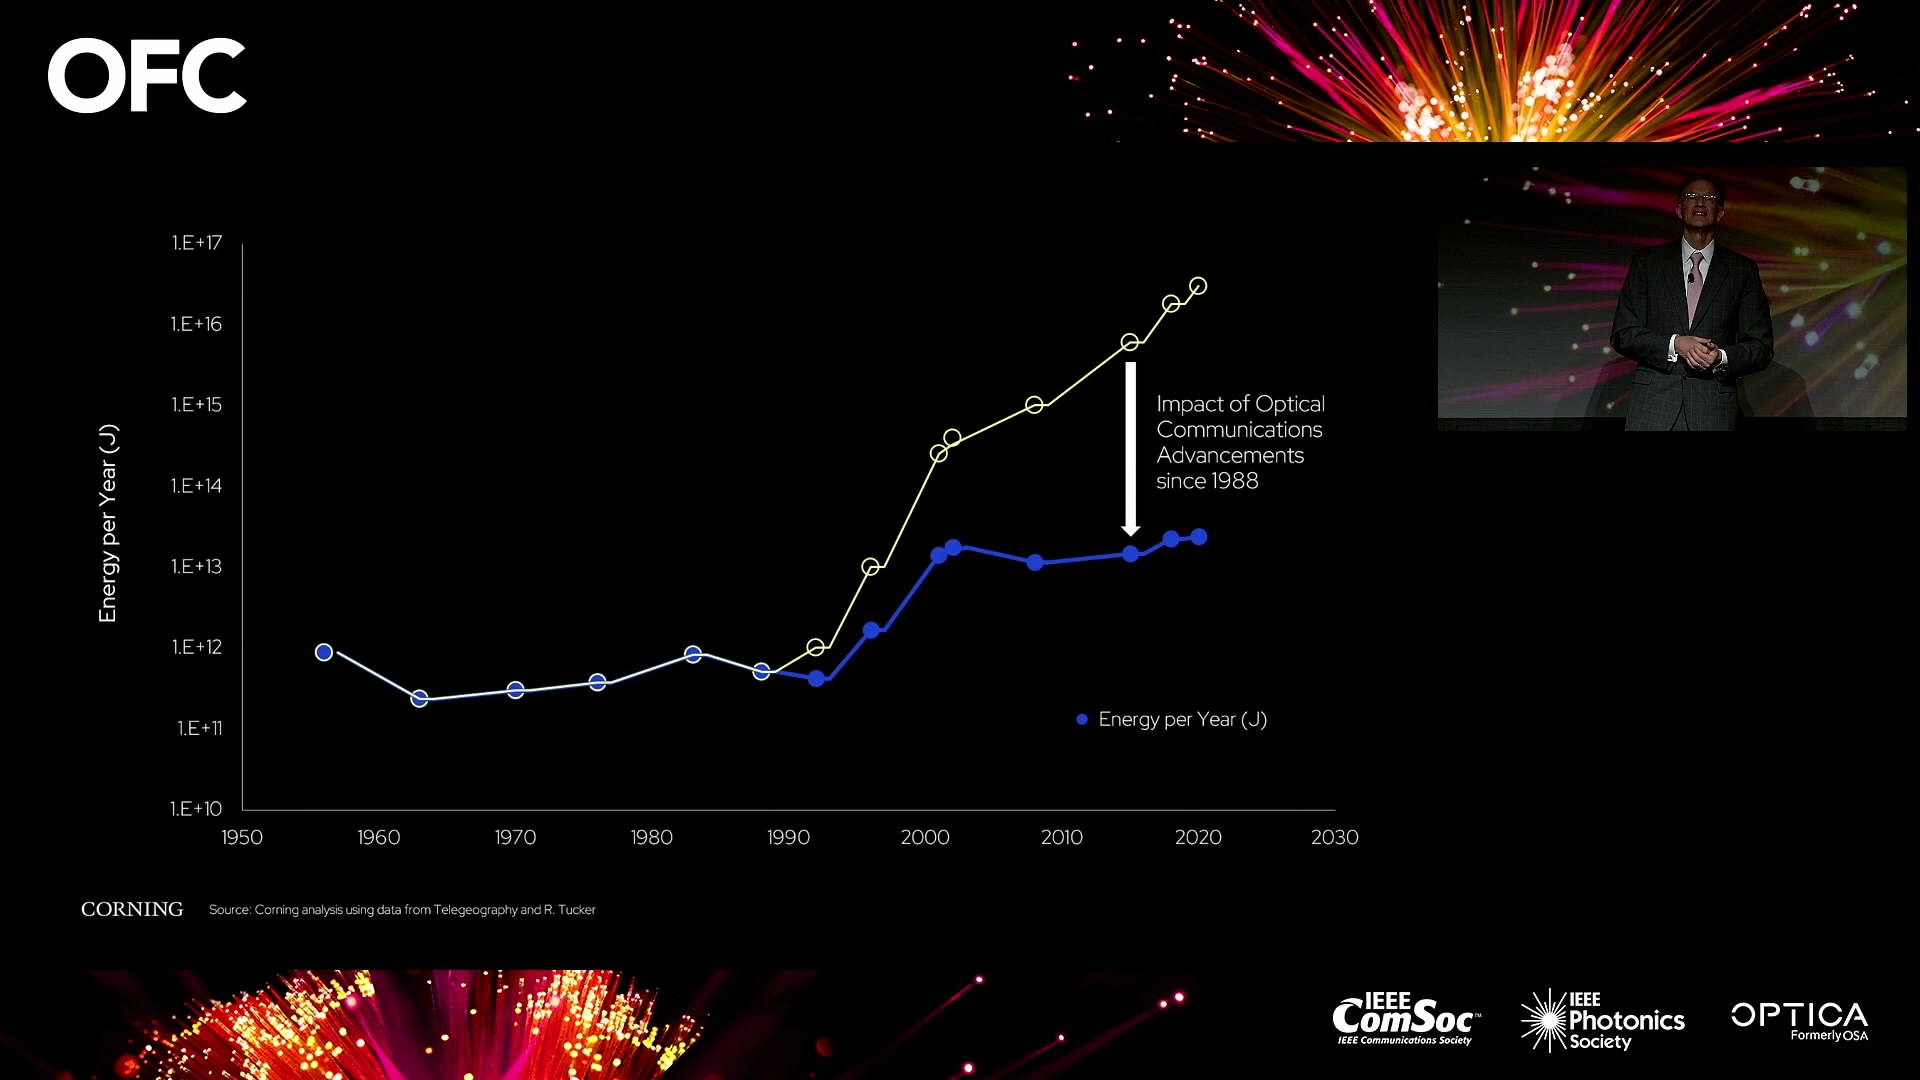 OFC
1.E+17
1.E+16
1.E+15
1.E+14
1.E+13
1.E+12
1.E+11
1.E+10
Energy per Year (J)
Impact of Optical
Communications
Advancements
since 1988
Energy per Year (J)
1950 1960 1970 1980 1990 2000 2010 2020 2030
CORNING Source: Corning analysis using data from Telegeography and R. Tucker
IEEE
ComSoc™
IEEE Communications Society
IEEE
Photonics
Society
OPTICA
Formerly OSA